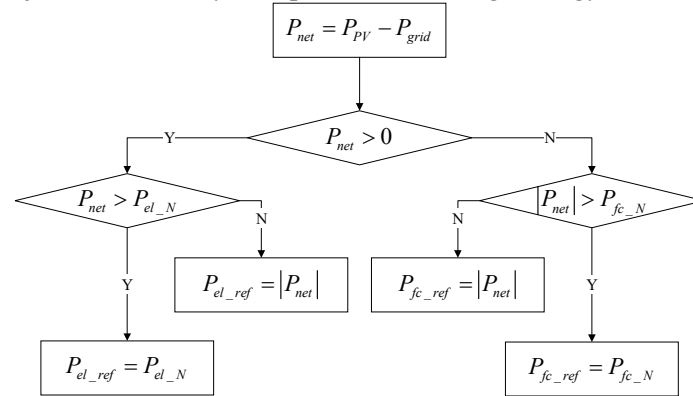 P_net = P_PV − P_grid
P_net > 0
Y
N
P_net > P_el_N
|P_net| > P_fc_N
N
N
P_el_ref = |P_net|
P_fc_ref = |P_net|
Y
Y
P_el_ref = P_el_N
P_fc_ref = P_fc_N